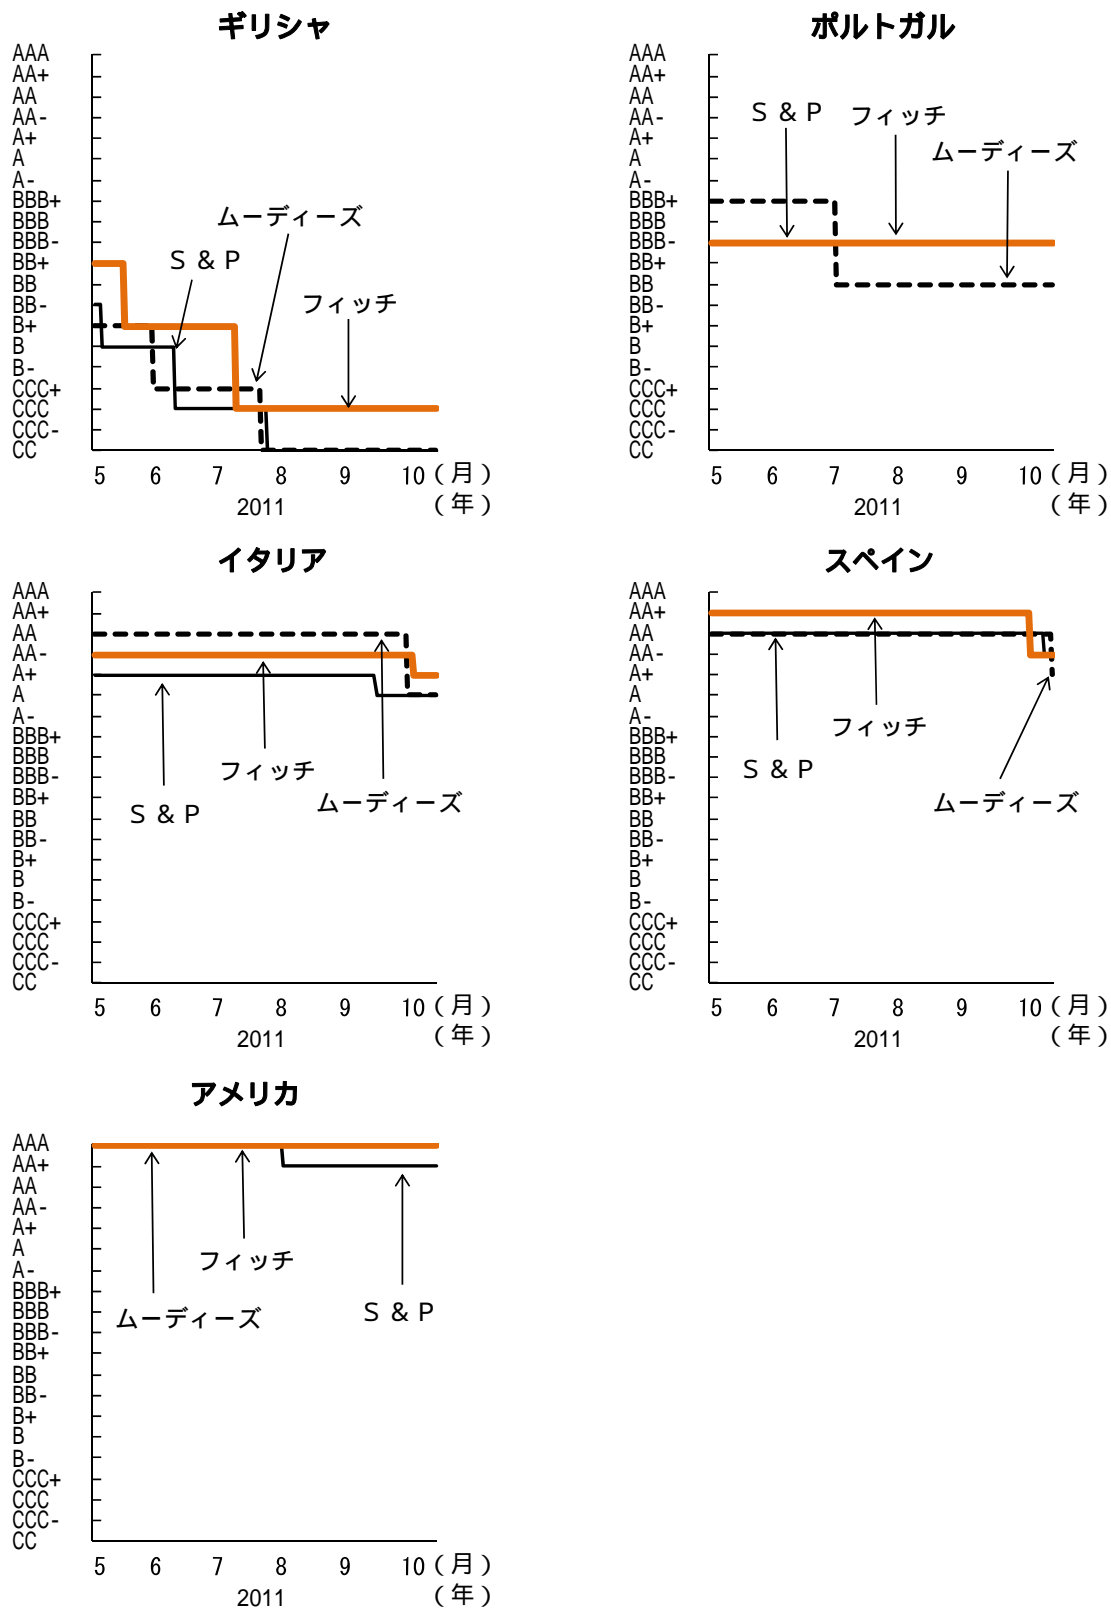 ギリシャ
AAA
AA+
AA
AA-
A+
A
A-
BBB+
BBB
BBB-
BB+
BB
BB-
B+
B
B-
CCC+
CCC
CCC-
CC
ムーディーズ
S & P
フィッチ
5 6 7 8 9 10 (月)
2011 (年)
ポルトガル
AAA
AA+
AA
AA-
A+
A
A-
BBB+
BBB
BBB-
BB+
BB
BB-
B+
B
B-
CCC+
CCC
CCC-
CC
S & P
フィッチ
ムーディーズ
5 6 7 8 9 10 (月)
2011 (年)
イタリア
AAA
AA+
AA
AA-
A+
A
A-
BBB+
BBB
BBB-
BB+
BB
BB-
B+
B
B-
CCC+
CCC
CCC-
CC
フィッチ
ムーディーズ
S & P
5 6 7 8 9 10 (月)
2011 (年)
スペイン
AAA
AA+
AA
AA-
A+
A
A-
BBB+
BBB
BBB-
BB+
BB
BB-
B+
B
B-
CCC+
CCC
CCC-
CC
フィッチ
S & P
ムーディーズ
5 6 7 8 9 10 (月)
2011 (年)
アメリカ
AAA
AA+
AA
AA-
A+
A
A-
BBB+
BBB
BBB-
BB+
BB
BB-
B+
B
B-
CCC+
CCC
CCC-
CC
フィッチ
ムーディーズ
S & P
5 6 7 8 9 10 (月)
2011 (年)